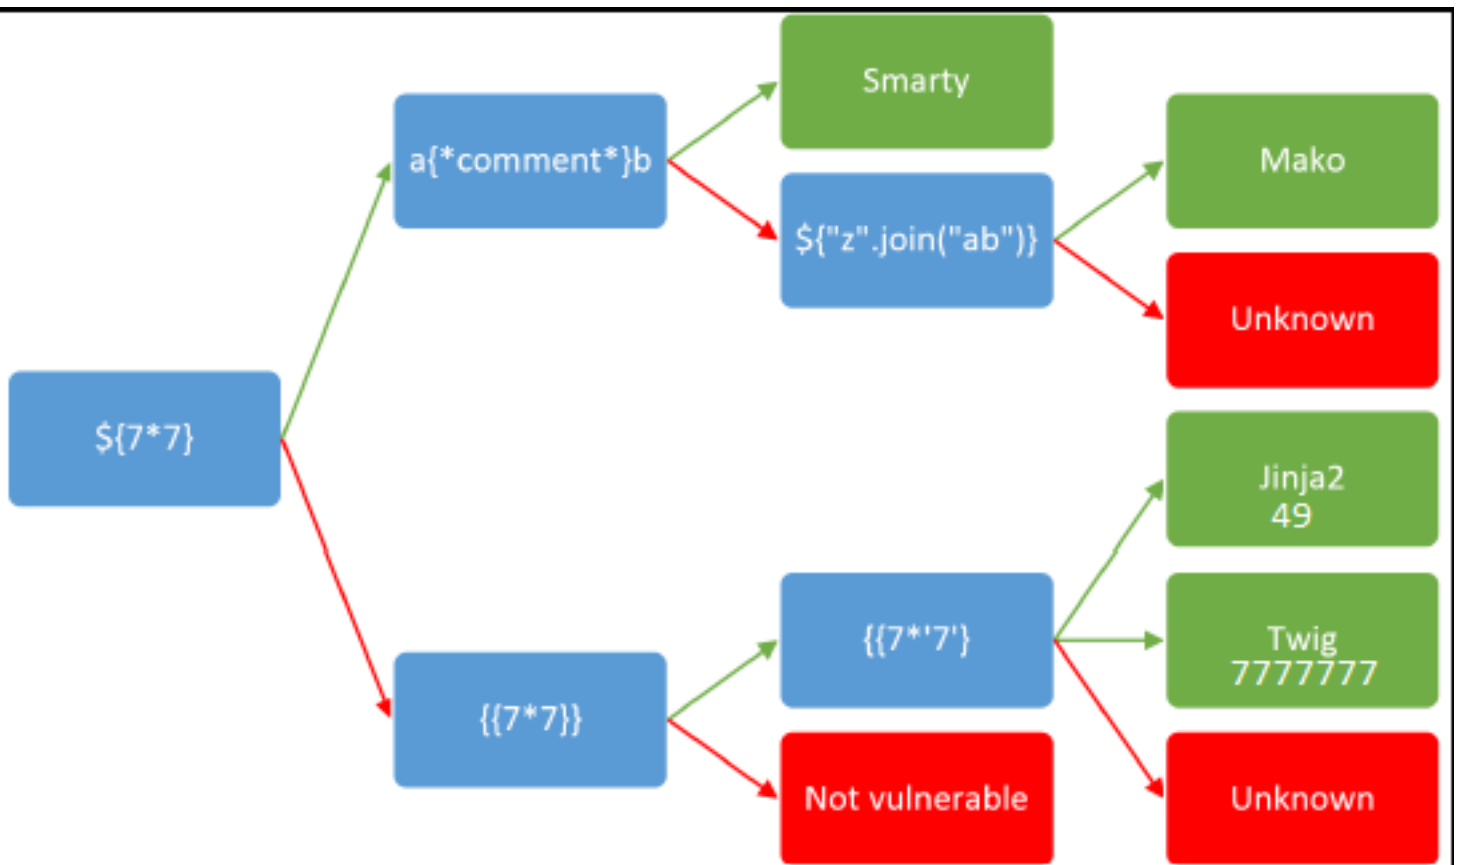 ${7*7}
a{*comment*}b
Smarty
${"z".join("ab")}
Mako
Unknown
{{7*7}}
{{7*'7'}
Not vulnerable
Jinja2
49
Twig
7777777
Unknown